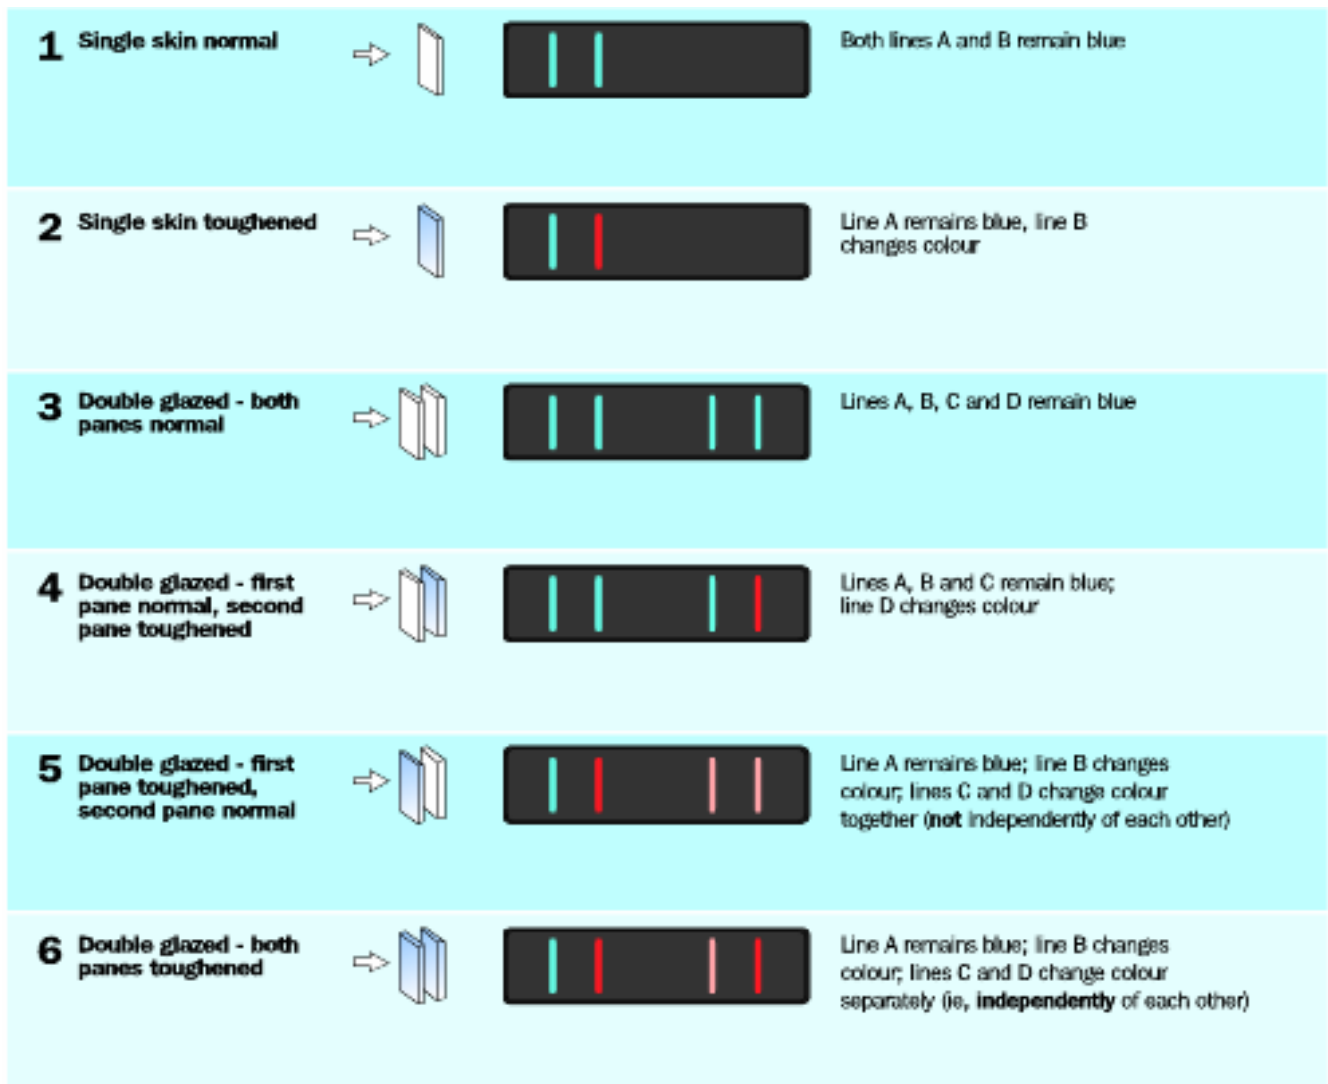 1 Single skin normal
Both lines A and B remain blue
2 Single skin toughened
Line A remains blue, line B
changes colour
3 Double glazed - both
panes normal
Lines A, B, C and D remain blue
4 Double glazed - first
pane normal, second
pane toughened
Lines A, B and C remain blue;
line D changes colour
5 Double glazed - first
pane toughened,
second pane normal
Line A remains blue; line B changes
colour; lines C and D change colour
together (not independently of each other)
6 Double glazed - both
panes toughened
Line A remains blue; line B changes
colour; lines C and D change colour
separately (ie, independently of each other)